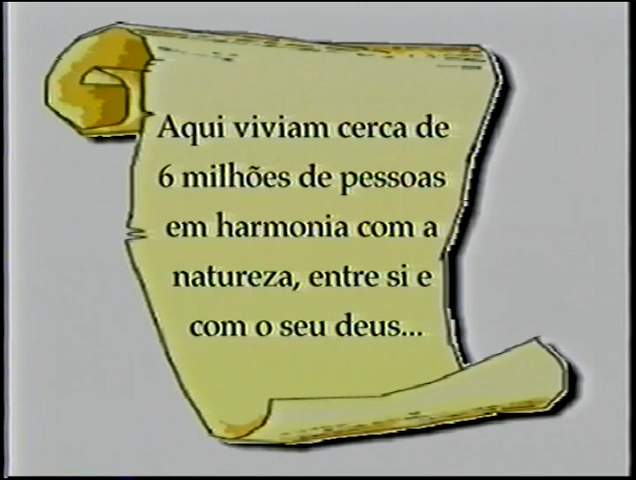 Aqui viviam cerca de
6 milhões de pessoas
em harmonia com a
natureza, entre si e
com o seu deus...